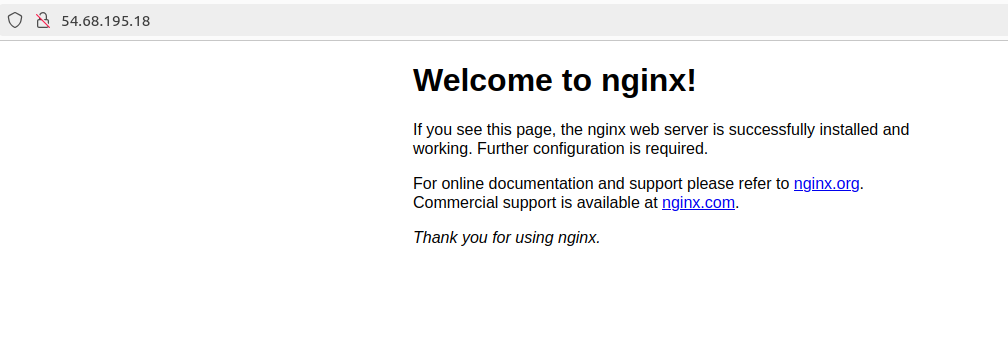 54.68.195.18
Welcome to nginx!
If you see this page, the nginx web server is successfully installed and
working. Further configuration is required.
For online documentation and support please refer to nginx.org.
Commercial support is available at nginx.com.
Thank you for using nginx.